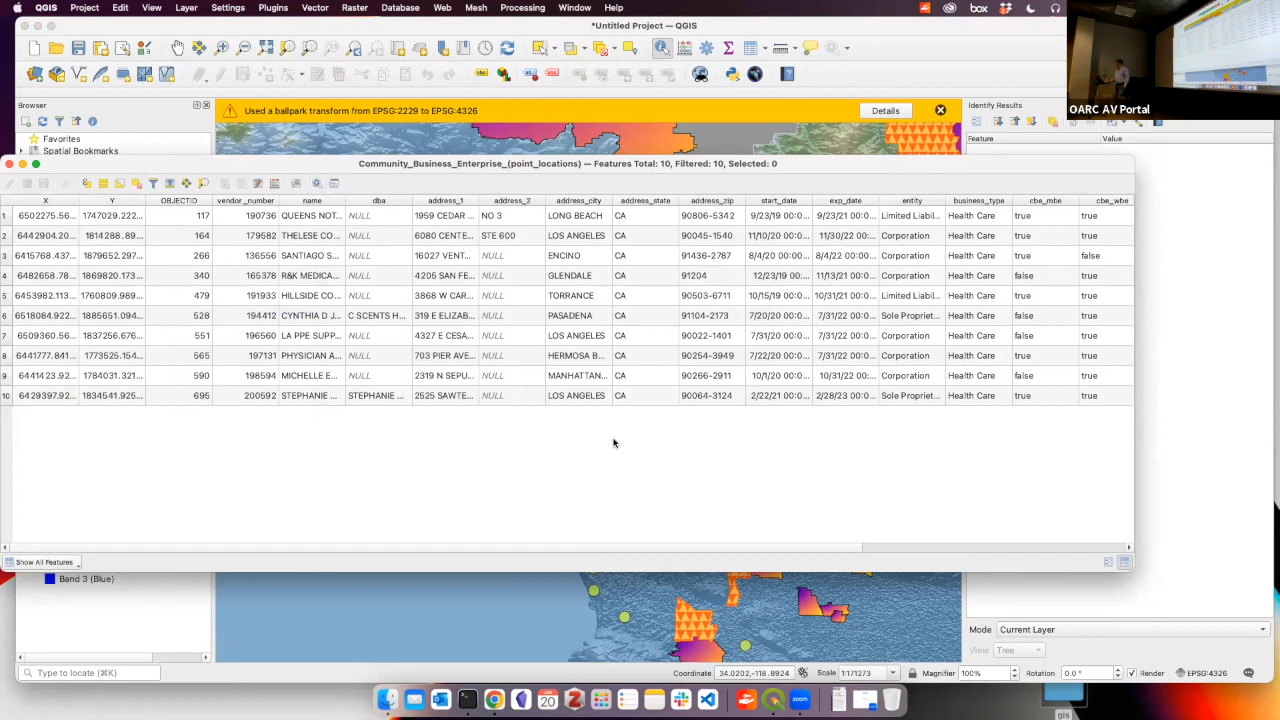 QGIS Project Edit View Layer Settings Plugins Vector Raster Database Web Mesh Processing Window Help box
*Untitled Project — QGIS
Browser
Favorites
Spatial Bookmarks
Used a ballpark transform from EPSG:2229 to EPSG:4326 Details
Identify Results
Feature Value
OARC AV Portal
Community_Business_Enterprise_(point_locations) — Features Total: 10, Filtered: 10, Selected: 0
X Y OBJECTID vendor_number name dba address_1 address_2 address_city address_state address_zip start_date exp_date entity business_type cbe_mbe cbe_wbe
1 6502275.56... 1747029.222... 117 190736 QUEENS NOT... NULL 1959 CEDAR ... NO 3 LONG BEACH CA 90806-5342 9/23/19 00:0... 9/23/21 00:0... Limited Liabil... Health Care true true
2 6442904.20... 1814288.89... 164 179582 THELESE CO... NULL 6080 CENTE... STE 600 LOS ANGELES CA 90045-1540 11/10/20 00:... 11/30/22 00:... Corporation Health Care true true
3 6415768.437... 1879652.297... 266 136556 SANTIAGO S... NULL 16027 VENT... NULL ENCINO CA 91436-2787 8/4/20 00:00... 8/4/22 00:00... Corporation Health Care true false
4 6482658.78... 1869820.173... 340 165378 R&K MEDICA... NULL 4205 SAN FE... NULL GLENDALE CA 91204 12/23/19 00:... 11/13/21 00:0... Corporation Health Care false true
5 6453982.113... 1760809.989... 479 191933 HILLSIDE CO... NULL 3868 W CAR... NULL TORRANCE CA 90503-6711 10/15/19 00:0... 10/31/21 00:0... Limited Liabil... Health Care true true
6 6518084.922... 1885651.094... 528 194412 CYNTHIA D J... C SCENTS H... 319 E ELIZAB... NULL PASADENA CA 91104-2173 7/20/20 00:0... 7/31/22 00:0... Sole Propriet... Health Care true true
7 6509360.56... 1837256.676... 551 196560 LA PPE SUPP... NULL 4327 E CESA... NULL LOS ANGELES CA 90022-1401 7/31/20 00:0... 7/31/22 00:0... Corporation Health Care true true
8 6441777.841... 1773525.154... 565 197131 PHYSICIAN A... NULL 703 PIER AVE... NULL HERMOSA B... CA 90254-3949 7/22/20 00:0... 7/31/22 00:0... Corporation Health Care true true
9 6441423.92... 1784031.321... 590 198594 MICHELLE E... NULL 2319 N SEPU... NULL MANHATTAN... CA 90266-2911 10/1/20 00:0... 10/31/22 00:... Corporation Health Care false true
10 6429397.92... 1834541.925... 695 200592 STEPHANIE ... STEPHANIE ... 2525 SAWTE... NULL LOS ANGELES CA 90064-3124 2/22/21 00:0... 2/28/23 00:0... Sole Propriet... Health Care true true
Show All Features
Band 3 (Blue)
Mode Current Layer
View Tree
Type to locate (⌘K) Coordinate 34.0202,-118.8924 Scale 1:171273 Magnifier 100% Rotation 0.0 ° Render EPSG:4326
20
zoom
gis